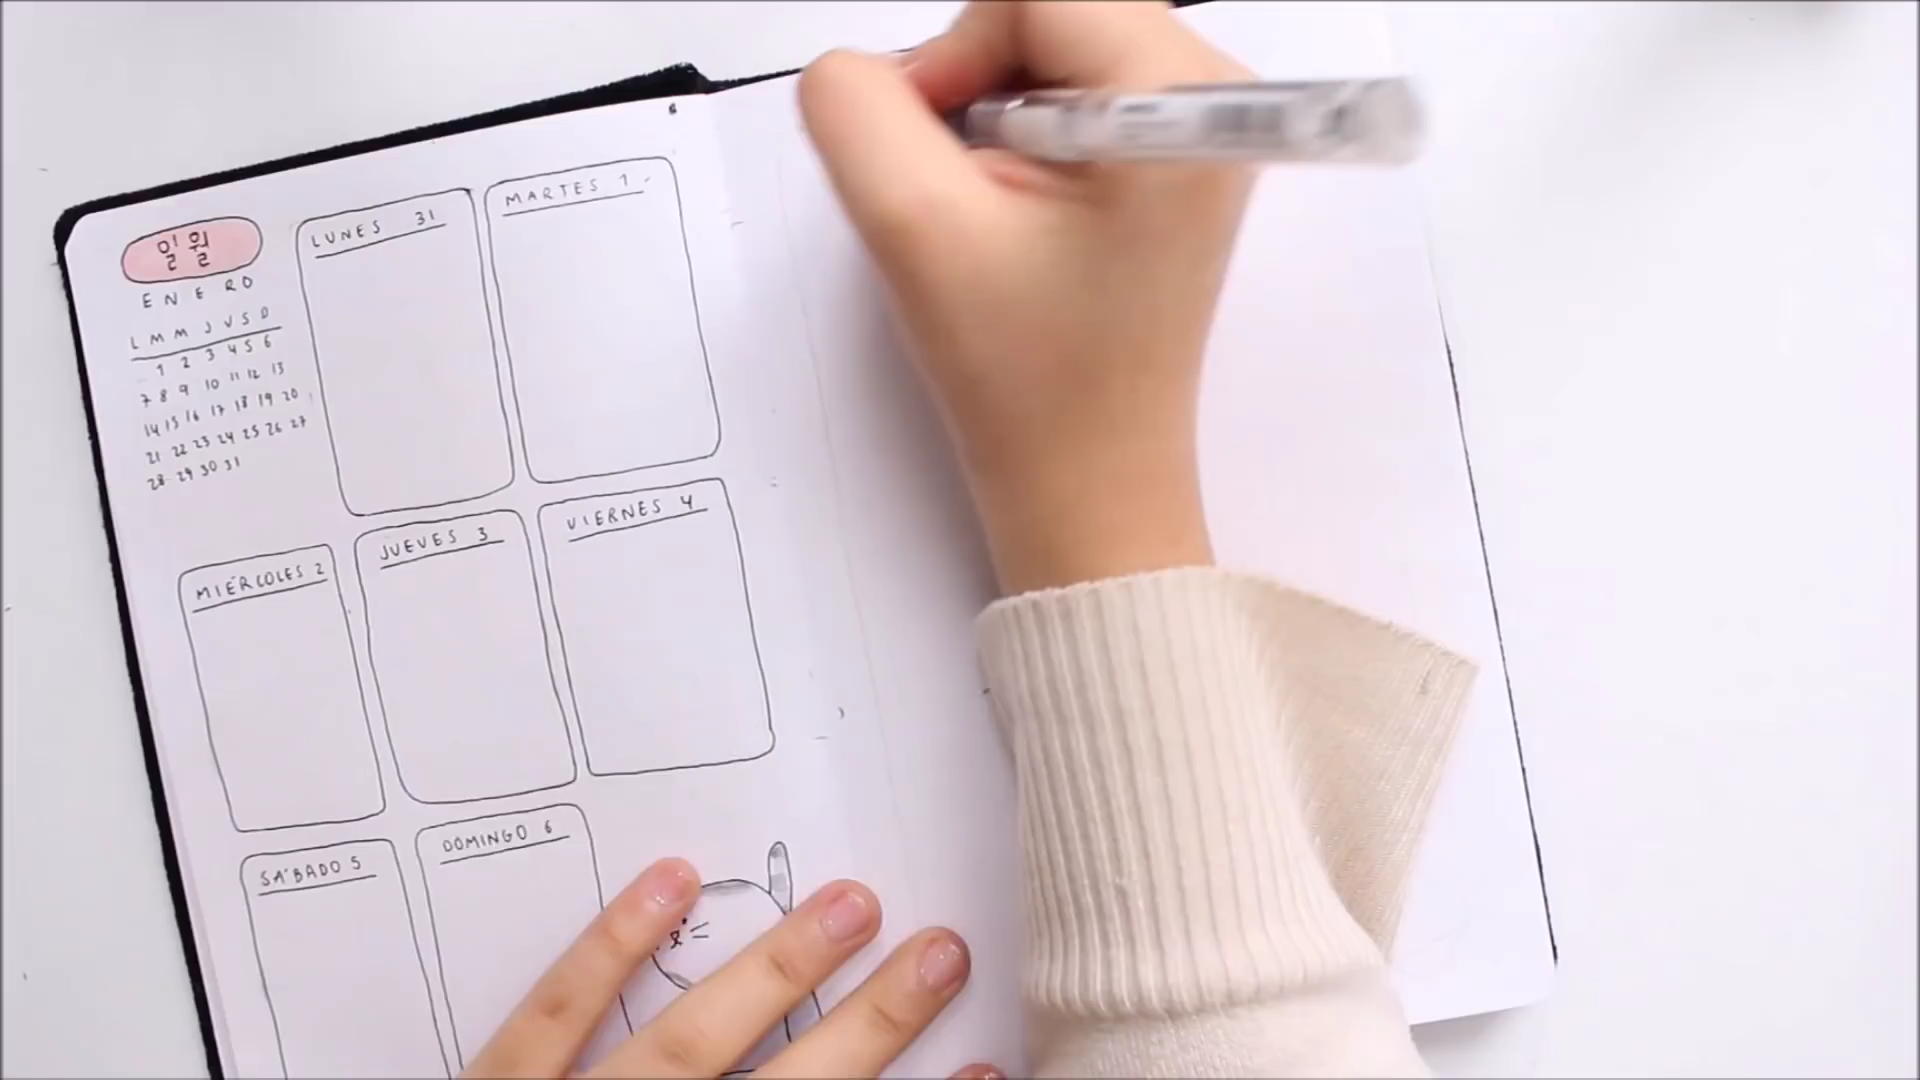 일월
ENERO
L M M J V S D
1 2 3 4 5 6
7 8 9 10 11 12 13
14 15 16 17 18 19 20
21 22 23 24 25 26 27
28 29 30 31
LUNES 31
MARTES 1
MIÉRCOLES 2
JUEVES 3
VIERNES 4
SÁBADO 5
DOMINGO 6